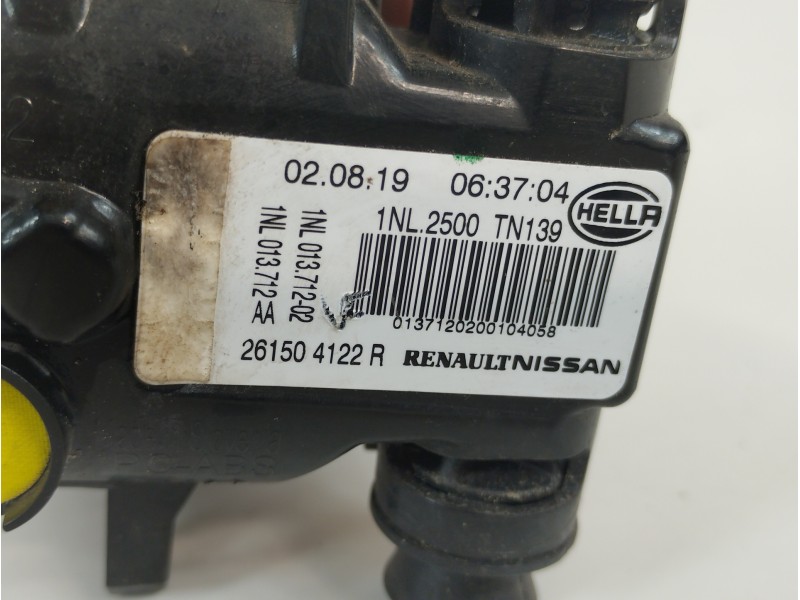 02.08.19 06:37:04
HELLA
1NL.2500 TN139
1NL 013.712-02
1NL 013.712 AA
0137120200104058
26150 4122 R RENAULTNISSAN
2